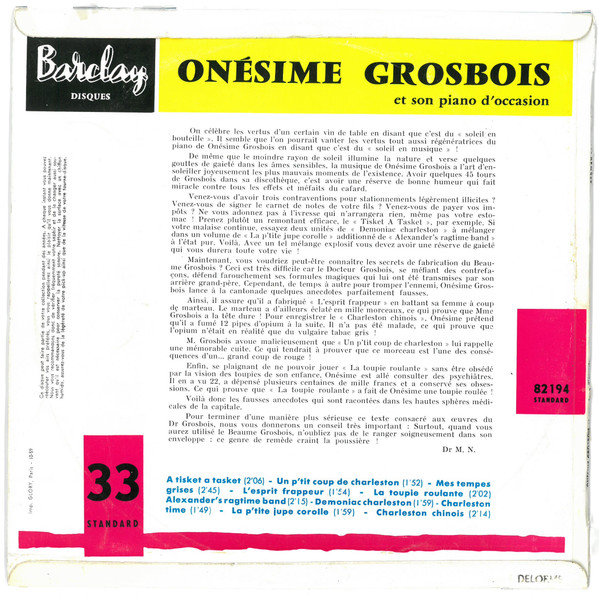 Barclay
DISQUES
ONÉSIME GROSBOIS
et son piano d'occasion
On célèbre les vertus d'un certain vin de table en disant que c'est du « soleil en
bouteille ». Il semble que l'on pourrait vanter les vertus tout aussi régénératrices du
piano de Onésime Grosbois en disant que c'est du « soleil en musique » !
De même que le moindre rayon de soleil illumine la nature et verse quelques
gouttes de gaieté dans les âmes sensibles, la musique de Onésime Grosbois a l'art d'en-
soleiller joyeusement les plus mauvais moments de l'existence. Avoir quelques 45 tours
de Grosbois dans sa discothèque, c'est avoir une réserve de bonne humeur qui fait
miracle contre tous les effets et méfaits du cafard.
Venez-vous d'avoir trois contraventions pour stationnements légèrement illicites ?
Venez-vous de signer le carnet de notes de votre fils ? Venez-vous de payer vos im-
pôts ? Ne vous adonnez pas à l'ivresse qui n'arrangera rien, même pas votre esto-
mac ! Prenez plutôt un remontant efficace, le « Tisket A Tasket », par exemple. Si
votre malaise continue, essayez deux unités de « Demoniac charleston » à mélanger
dans un volume de « La p'tite jupe corolle » additionné de « Alexander's ragtime band »
à l'état pur. Voilà. Avec un tel mélange explosif vous devez avoir une réserve de gaieté
qui vous durera toute votre vie !
Maintenant, vous voudriez peut-être connaître les secrets de fabrication du Beau-
me Grosbois ? Ceci est très difficile car le Docteur Grosbois, se méfiant des contrefa-
çons, défend farouchement ses formules magiques qui lui ont été transmises par son
arrière grand-père. Cependant, de temps à autre pour tromper l'ennemi, Onésime Gros-
bois lance à la cantonade quelques anecdotes parfaitement fausses.
Ainsi, il assure qu'il a fabriqué « L'esprit frappeur » en battant sa femme à coup
de marteau. Le marteau a d'ailleurs éclaté en mille morceaux, ce qui prouve que Mme
Grosbois a la tête dure ! Pour enregistrer le « Charleston chinois », Onésime prétend
qu'il a fumé 12 pipes d'opium à la suite. Il n'a pas été malade, ce qui prouve que
l'opium n'était en réalité que du vulgaire tabac gris !
M. Grosbois avoue malicieusement que « Un p'tit coup de charleston » lui rappelle
une mémorable cuite. Ce qui tendrait à prouver que ce morceau est l'une des consé-
quences d'un... grand coup de rouge !
Enfin, se plaignant de ne pouvoir jouer « La toupie roulante » sans être obsédé
par la vision des toupies de son enfance, Onésime est allé consulter des psychiâtres.
Il en a vu 22, a dépensé plusieurs centaines de mille francs et a conservé ses obses-
sions. Ce qui prouve que « La toupie roulante » a fait de Onésime une toupie roulée !
Voilà donc les fausses anecdotes qui sont racontées dans les hautes sphères médi-
cales de la capitale.
Pour terminer d'une manière plus sérieuse ce texte consacré aux œuvres du
Dr Grosbois, nous vous donnerons un conseil très important : Surtout, quand vous
aurez utilisé le Beaume Grosbois, n'oubliez pas de le ranger soigneusement dans son
enveloppe : ce genre de remède craint la poussière !
Dr M. N.
82194
STANDARD
33
STANDARD
A tisket a tasket (2'06) - Un p'tit coup de charleston (1'52) - Mes tempes
grises (2'45) - L'esprit frappeur (1'54) - La toupie roulante (2'02)
Alexander's ragtime band (2'15) - Demoniac charleston (1'59) - Charleston
time (1'49) - La p'tite jupe corolle (1'59) - Charleston chinois (2'14)
Imp. GLORY, Paris -